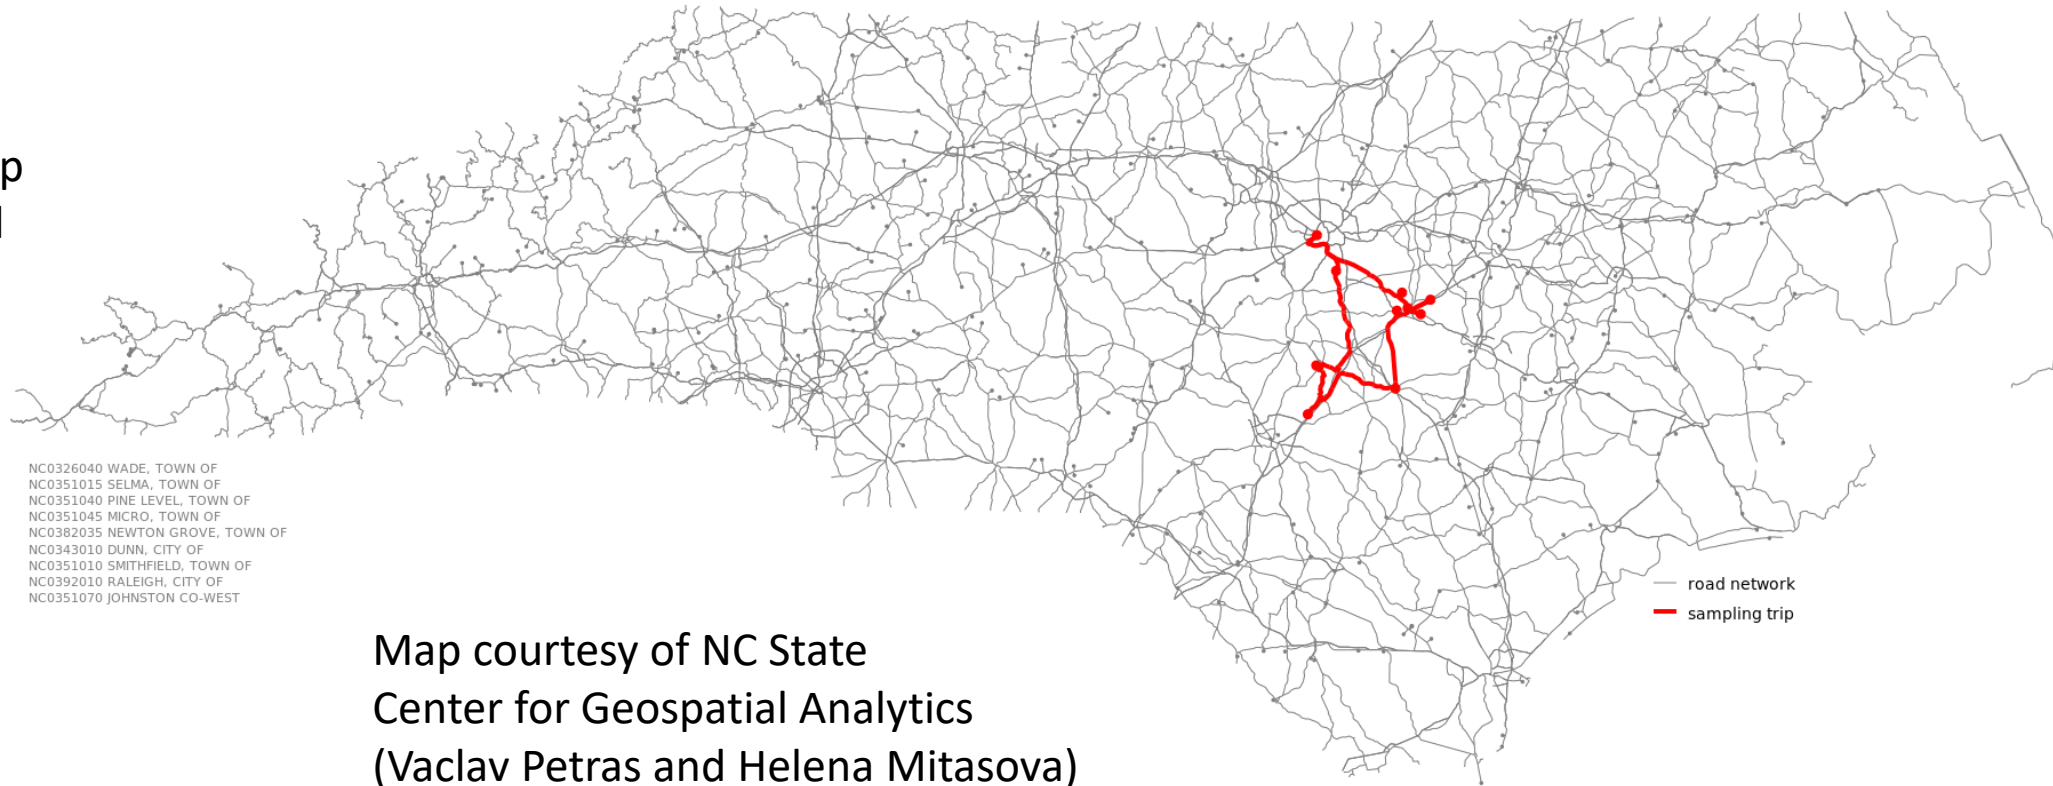 p
NC0326040 WADE, TOWN OF
NC0351015 SELMA, TOWN OF
NC0351040 PINE LEVEL, TOWN OF
NC0351045 MICRO, TOWN OF
NC0382035 NEWTON GROVE, TOWN OF
NC0343010 DUNN, CITY OF
NC0351010 SMITHFIELD, TOWN OF
NC0392010 RALEIGH, CITY OF
NC0351070 JOHNSTON CO-WEST
road network
sampling trip
Map courtesy of NC State
Center for Geospatial Analytics
(Vaclav Petras and Helena Mitasova)